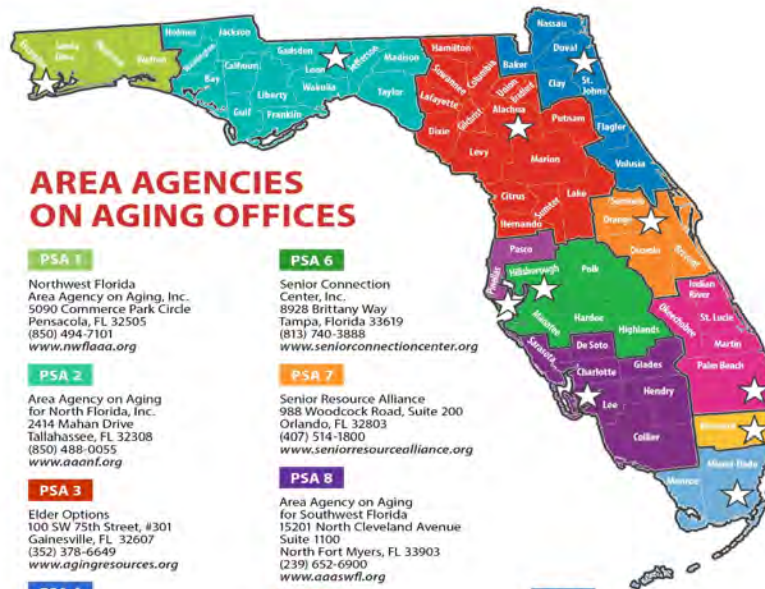 Nassau
Holmes
Jackson
Escambia
Santa
Rosa
Okaloosa
Walton
Washington
Gadsden
Leon
Jefferson
Madison
Hamilton
Baker
Duval
Bay
Calhoun
Liberty
Wakulla
Taylor
Suwannee
Columbia
Union
Bradford
Clay
St.
Johns
Gulf
Franklin
Lafayette
Gilchrist
Alachua
Putnam
Dixie
Flagler
Levy
Marion
Volusia
AREA AGENCIES
ON AGING OFFICES
Citrus
Sumter
Lake
Hernando
Seminole
Orange
Osceola
Brevard
Pasco
Pinellas
Hillsborough
Polk
Indian
River
Manatee
Hardee
Highlands
Okeechobee
St. Lucie
Sarasota
De Soto
Martin
Charlotte
Glades
Palm Beach
Lee
Hendry
Collier
Broward
Miami-Dade
Monroe
PSA 1
Northwest Florida
Area Agency on Aging, Inc.
5090 Commerce Park Circle
Pensacola, FL 32505
(850) 494-7101
www.nwflaaa.org
PSA 2
Area Agency on Aging
for North Florida, Inc.
2414 Mahan Drive
Tallahassee, FL 32308
(850) 488-0055
www.aaanf.org
PSA 3
Elder Options
100 SW 75th Street, #301
Gainesville, FL 32607
(352) 378-6649
www.agingresources.org
PSA 6
Senior Connection
Center, Inc.
8928 Brittany Way
Tampa, Florida 33619
(813) 740-3888
www.seniorconnectioncenter.org
PSA 7
Senior Resource Alliance
988 Woodcock Road, Suite 200
Orlando, FL 32803
(407) 514-1800
www.seniorresourcealliance.org
PSA 8
Area Agency on Aging
for Southwest Florida
15201 North Cleveland Avenue
Suite 1100
North Fort Myers, FL 33903
(239) 652-6900
www.aaaswfl.org